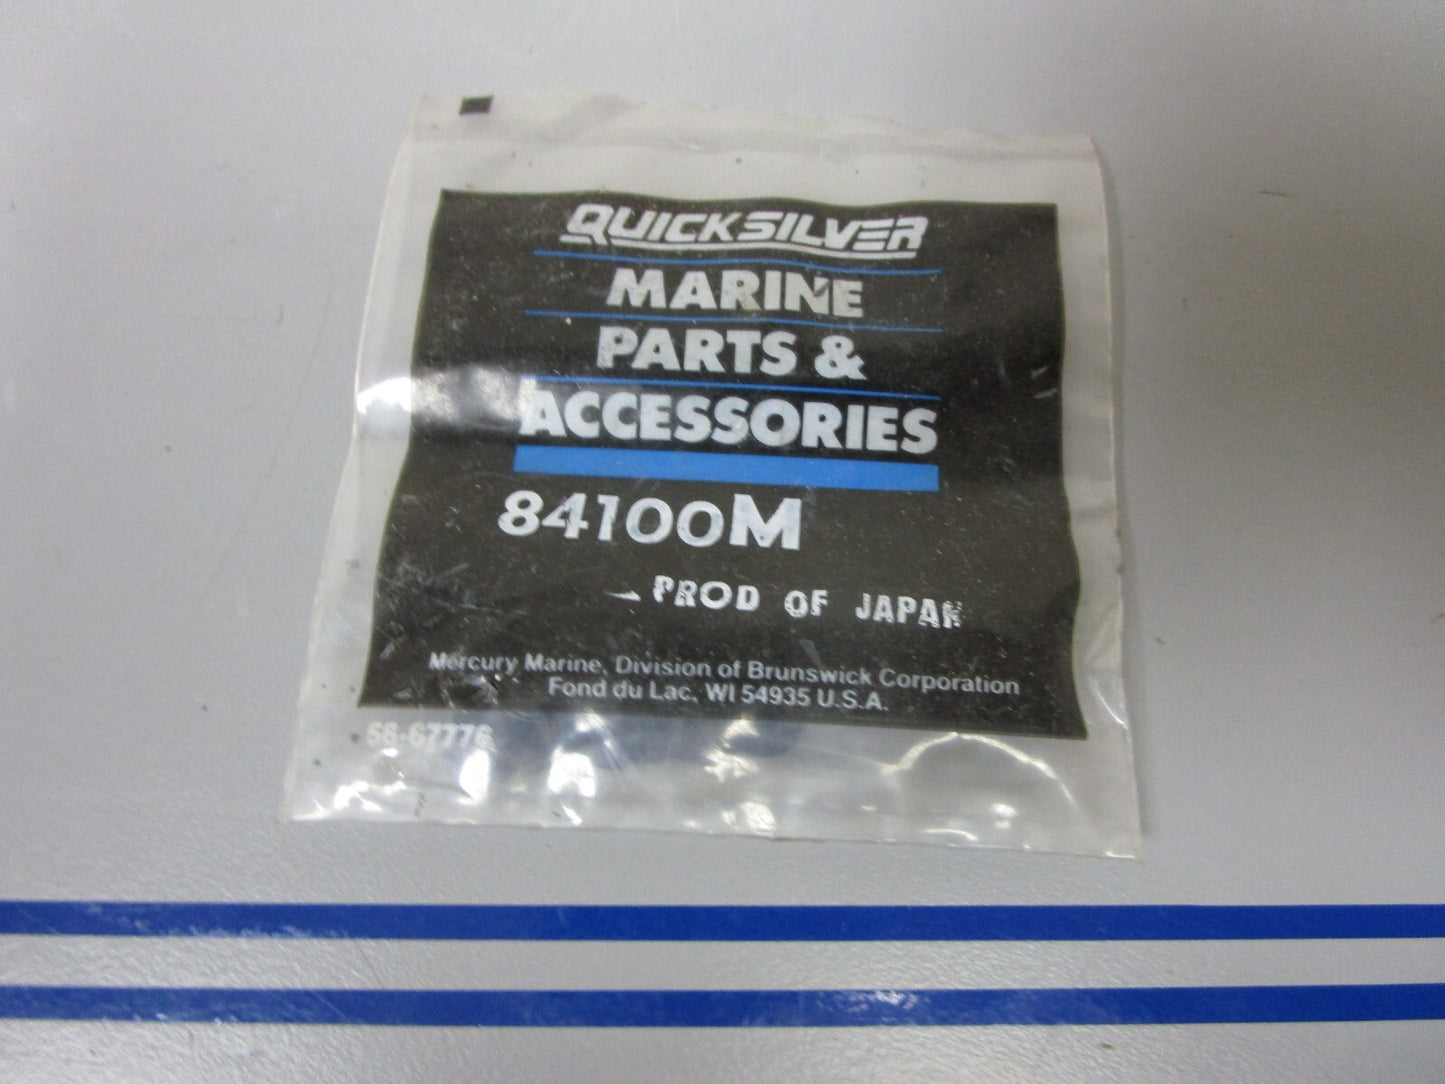 QUICKSILVER
MARINE
PARTS &
ACCESSORIES
84100M
PROD OF JAPAN
Mercury Marine, Division of Brunswick Corporation
Fond du Lac, WI 54935 U.S.A.
56-67776